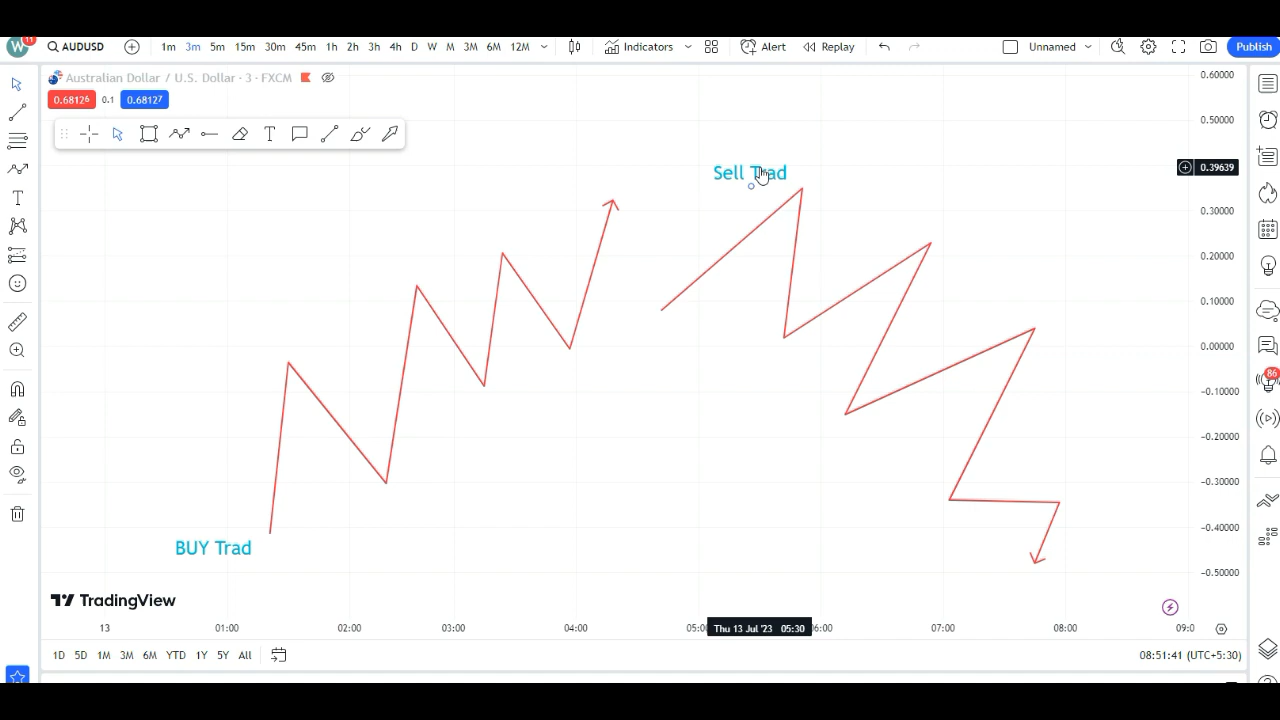 W 11 AUDUSD 1m 3m 5m 15m 30m 45m 1h 2h 3h 4h D W M 3M 6M 12M Indicators Alert Replay Unnamed Publish
Australian Dollar / U.S. Dollar · 3 · FXCM
0.68126 0.1 0.68127
0.60000
0.50000
Sell Trad
0.39639
0.30000
0.20000
0.10000
0.00000
-0.10000
86
-0.20000
-0.30000
-0.40000
BUY Trad
-0.50000
TradingView
13 01:00 02:00 03:00 04:00 05:00 Thu 13 Jul '23 05:30 06:00 07:00 08:00 09:0
1D 5D 1M 3M 6M YTD 1Y 5Y All 08:51:41 (UTC+5:30)